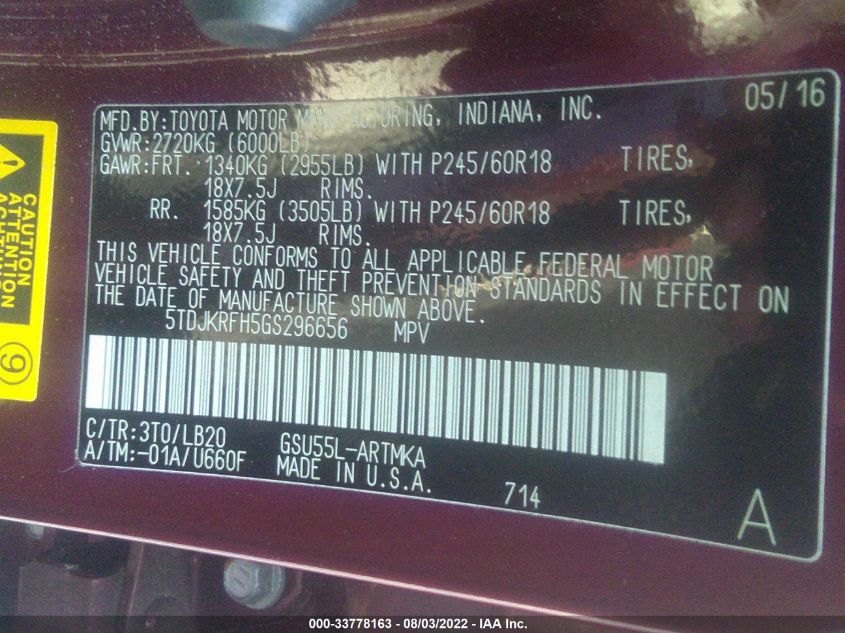 05/16
MFD.BY:TOYOTA MOTOR MANUFACTURING, INDIANA, INC.
GVWR:2720KG (6000LB)
GAWR:FRT. 1340KG (2955LB) WITH P245/60R18 TIRES,
18X7.5J RIMS.
RR. 1585KG (3505LB) WITH P245/60R18 TIRES,
18X7.5J RIMS.
THIS VEHICLE CONFORMS TO ALL APPLICABLE FEDERAL MOTOR
VEHICLE SAFETY AND THEFT PREVENTION STANDARDS IN EFFECT ON
THE DATE OF MANUFACTURE SHOWN ABOVE.
5TDJKRFH5GS296656 MPV
C/TR:3T0/LB20 GSU55L-ARTMKA
A/TM:-01A/U660F MADE IN U.S.A.
714
A
CAUTION
ATTENTION
9
000-33778163 - 08/03/2022 - IAA Inc.